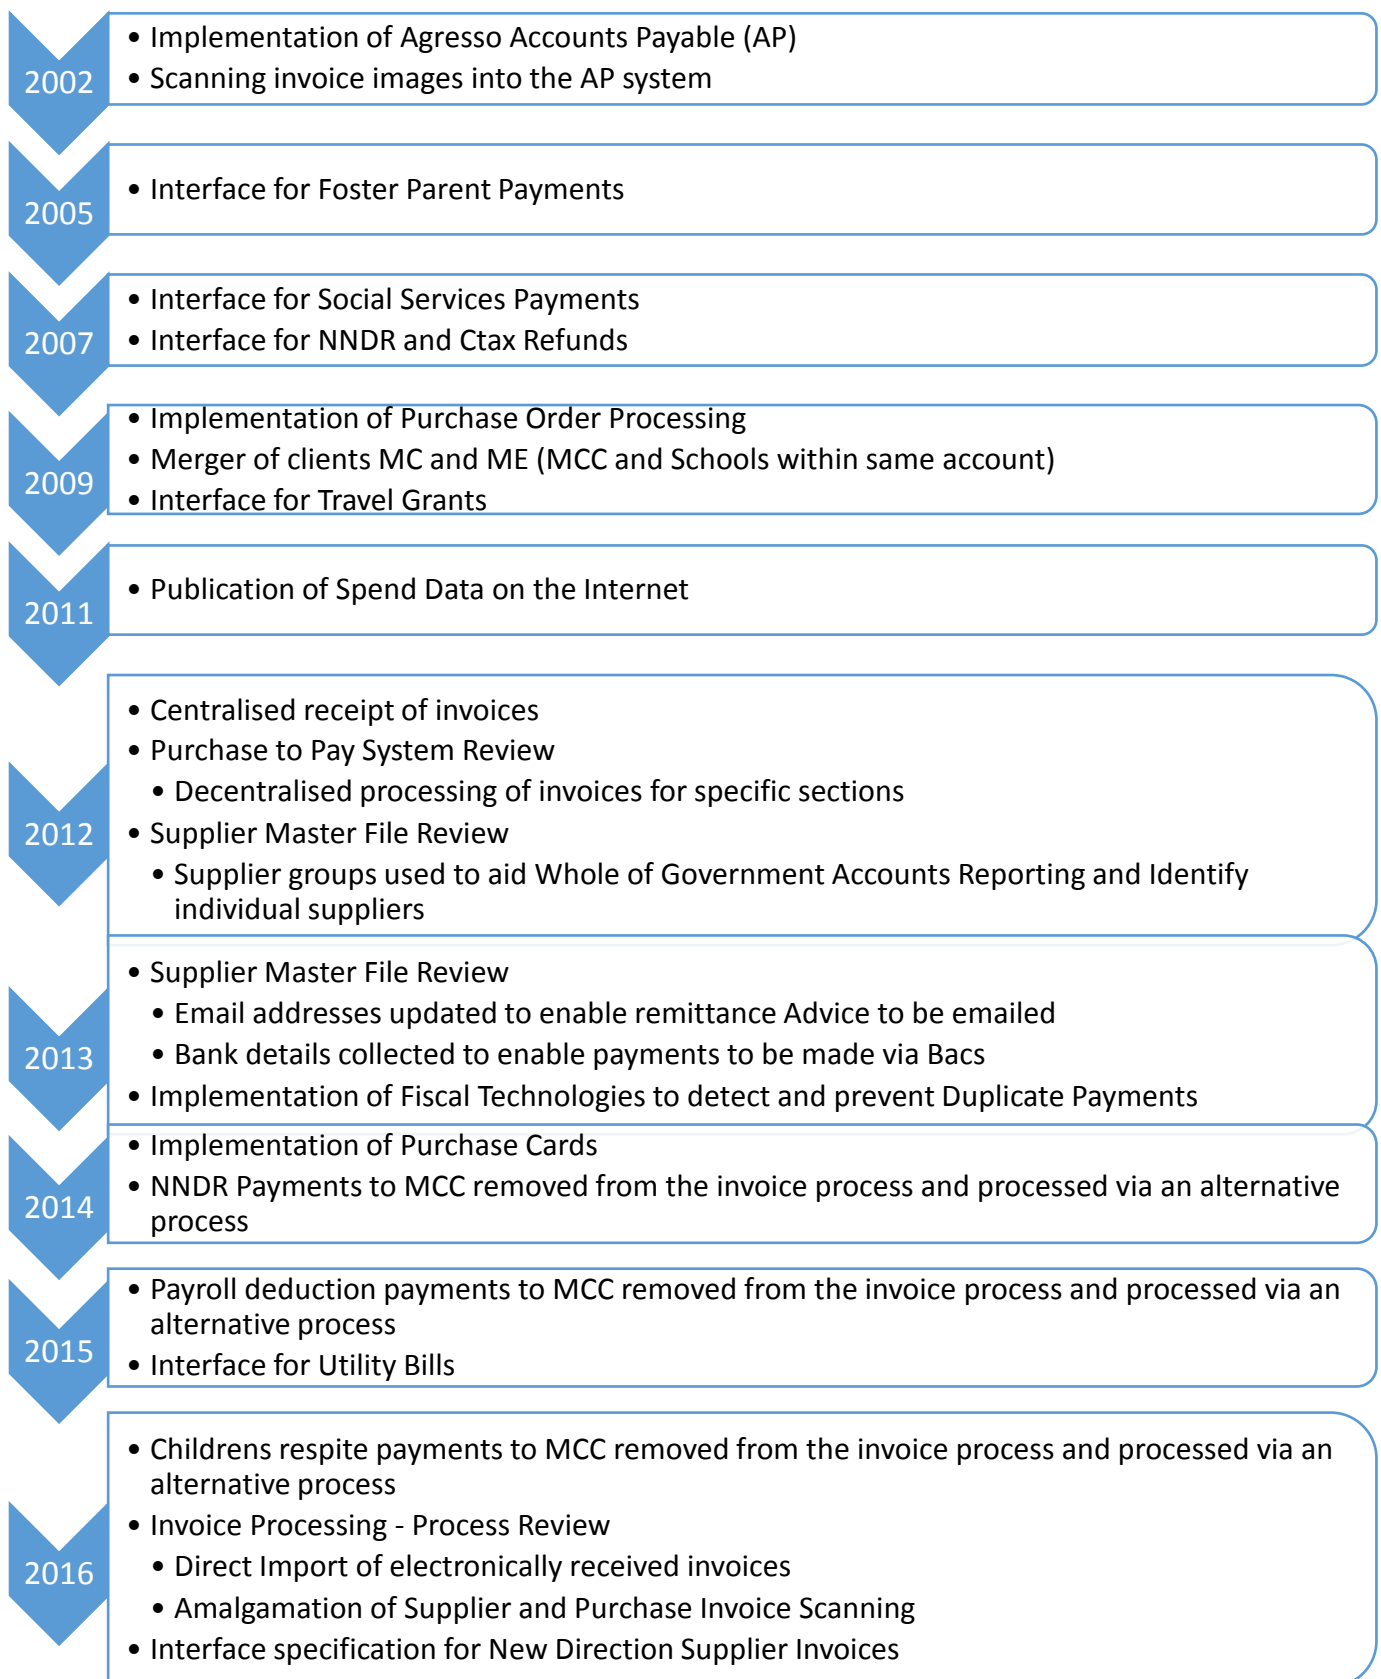 2002
• Implementation of Agresso Accounts Payable (AP)
• Scanning invoice images into the AP system
2005
• Interface for Foster Parent Payments
2007
• Interface for Social Services Payments
• Interface for NNDR and Ctax Refunds
2009
• Implementation of Purchase Order Processing
• Merger of clients MC and ME (MCC and Schools within same account)
• Interface for Travel Grants
2011
• Publication of Spend Data on the Internet
2012
• Centralised receipt of invoices
• Purchase to Pay System Review
• Decentralised processing of invoices for specific sections
• Supplier Master File Review
• Supplier groups used to aid Whole of Government Accounts Reporting and Identify
individual suppliers
2013
• Supplier Master File Review
• Email addresses updated to enable remittance Advice to be emailed
• Bank details collected to enable payments to be made via Bacs
• Implementation of Fiscal Technologies to detect and prevent Duplicate Payments
2014
• Implementation of Purchase Cards
• NNDR Payments to MCC removed from the invoice process and processed via an alternative
process
2015
• Payroll deduction payments to MCC removed from the invoice process and processed via an
alternative process
• Interface for Utility Bills
2016
• Childrens respite payments to MCC removed from the invoice process and processed via an
alternative process
• Invoice Processing - Process Review
• Direct Import of electronically received invoices
• Amalgamation of Supplier and Purchase Invoice Scanning
• Interface specification for New Direction Supplier Invoices